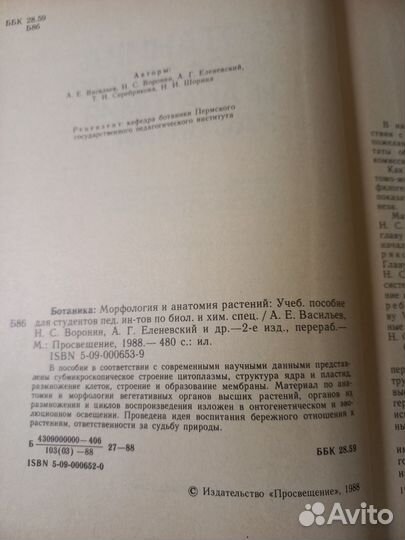 ББК 28.59
Б86
Авторы:
А. Е. Васильев, Н. С. Воронин, А. Г. Еленевский,
Т. И. Серебрякова, Н. И. Шорина
Рецензент: кафедра ботаники Пермского
государственного педагогического института
Ботаника: Морфология и анатомия растений: Учеб. пособие
Б86 для студентов пед. ин-тов по биол. и хим. спец./ А. Е. Васильев,
Н. С. Воронин, А. Г. Еленевский и др.—2-е изд., перераб.—
М.: Просвещение, 1988.— 480 с.: ил.
ISBN 5-09-000653-9
В пособии в соответствии с современными научными данными представлены субмикроскопическое строение цитоплазмы, структура ядра и пластид,
размножение клеток, строение и образование мембраны. Материал по анатомии и морфологии вегетативных органов высших растений, органов их
размножения и циклов воспроизведения изложен в онтогенетическом и эволюционном освещении. Проведена идея воспитания бережного отношения к
растениям, ответственности за судьбу природы.
Б 4309000000—406
103(03)—88
27—88
ISBN 5-09-000652-0
ББК 28.59
© Издательство «Просвещение», 1988
Avito